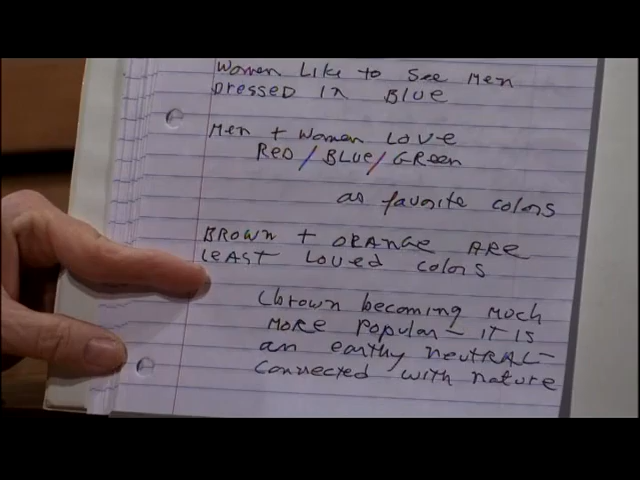 Women Like to See Men
DRESSED IN BLUE
Men + Women LOVE
RED / BLUE / GREEN
as favorite colors
BROWN + ORANGE ARE
LEAST LOVED colors
(brown becoming much
MORE popular - IT IS
an earthy neutRAL -
connected with nature